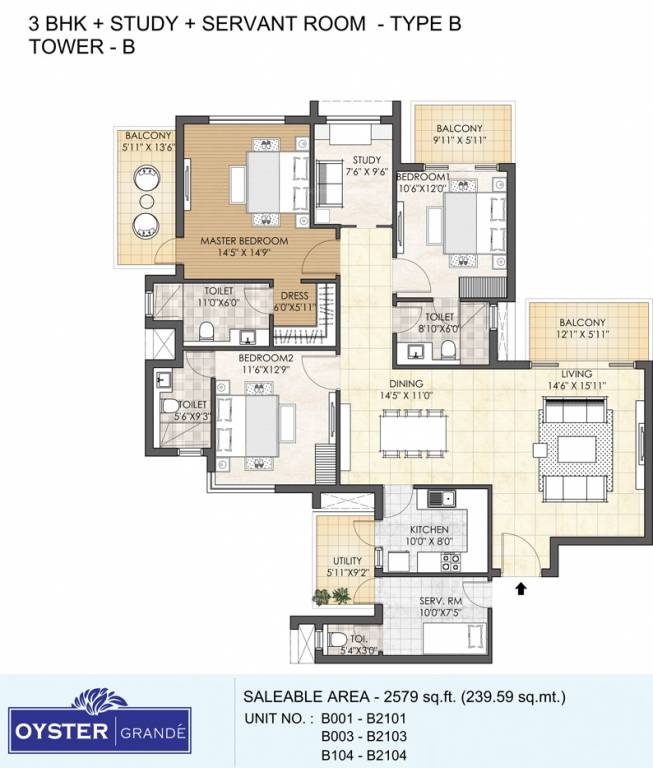 3 BHK + STUDY + SERVANT ROOM - TYPE B
TOWER - B
BALCONY
5'11" X 13'6"
MASTER BEDROOM
14'5" X 14'9"
STUDY
7'6" X 9'6"
BALCONY
9'11" X 5'11"
BEDROOM1
10'6"X12'0"
TOILET
11'0"X6'0"
DRESS
6'0"X5'11"
TOILET
8'10"X6'0"
BALCONY
12'1" X 5'11"
BEDROOM2
11'6"X12'9"
TOILET
5'6"X9'3"
DINING
14'5" X 11'0"
LIVING
14'6" X 15'11"
KITCHEN
10'0" X 8'0"
UTILITY
5'11"X9'2"
SERV. RM
10'0"X7'5"
TOI.
5'4"X3'0"
OYSTER GRANDÉ
SALEABLE AREA - 2579 sq.ft. (239.59 sq.mt.)
UNIT NO. : B001 - B2101
B003 - B2103
B104 - B2104